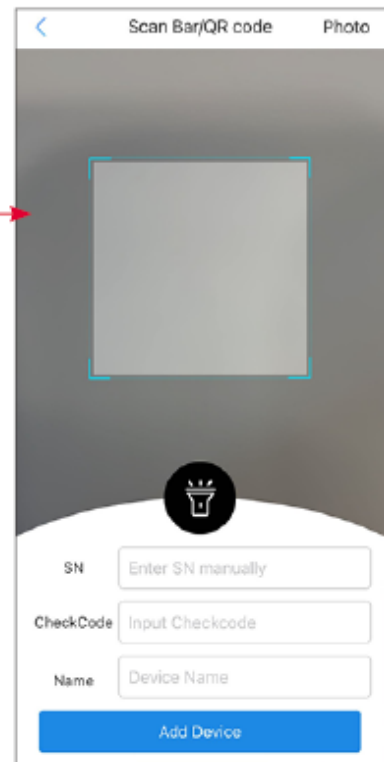 Scan Bar/QR code Photo
SN Enter SN manually
CheckCode Input Checkcode
Name Device Name
Add Device